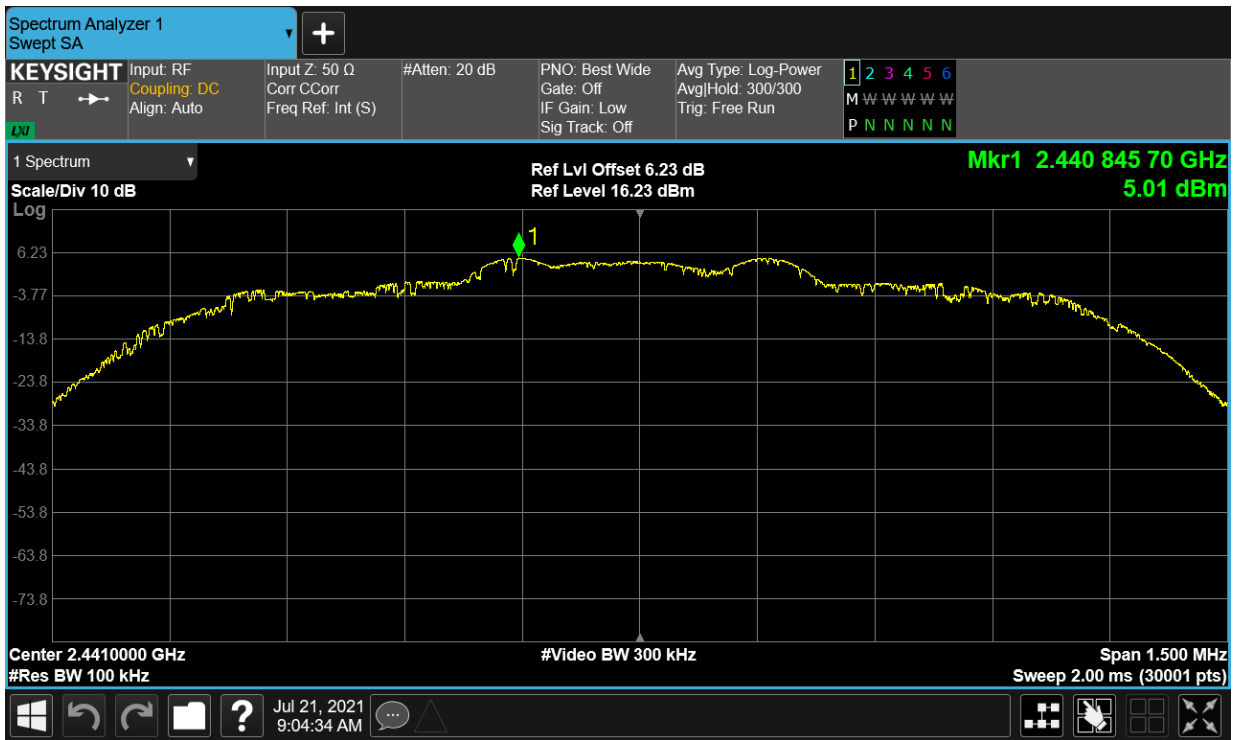 Spectrum Analyzer 1
Swept SA
+
KEYSIGHT
R T
LXI
Input: RF
Coupling: DC
Align: Auto
Input Z: 50 Ω
Corr CCorr
Freq Ref: Int (S)
#Atten: 20 dB
PNO: Best Wide
Gate: Off
IF Gain: Low
Sig Track: Off
Avg Type: Log-Power
Avg|Hold: 300/300
Trig: Free Run
1 2 3 4 5 6
M W W W W W
P N N N N N
1 Spectrum
Scale/Div 10 dB
Log
Ref Lvl Offset 6.23 dB
Ref Level 16.23 dBm
Mkr1 2.440 845 70 GHz
5.01 dBm
1
6.23
-3.77
-13.8
-23.8
-33.8
-43.8
-53.8
-63.8
-73.8
Center 2.4410000 GHz
#Res BW 100 kHz
#Video BW 300 kHz
Span 1.500 MHz
Sweep 2.00 ms (30001 pts)
?
Jul 21, 2021
9:04:34 AM